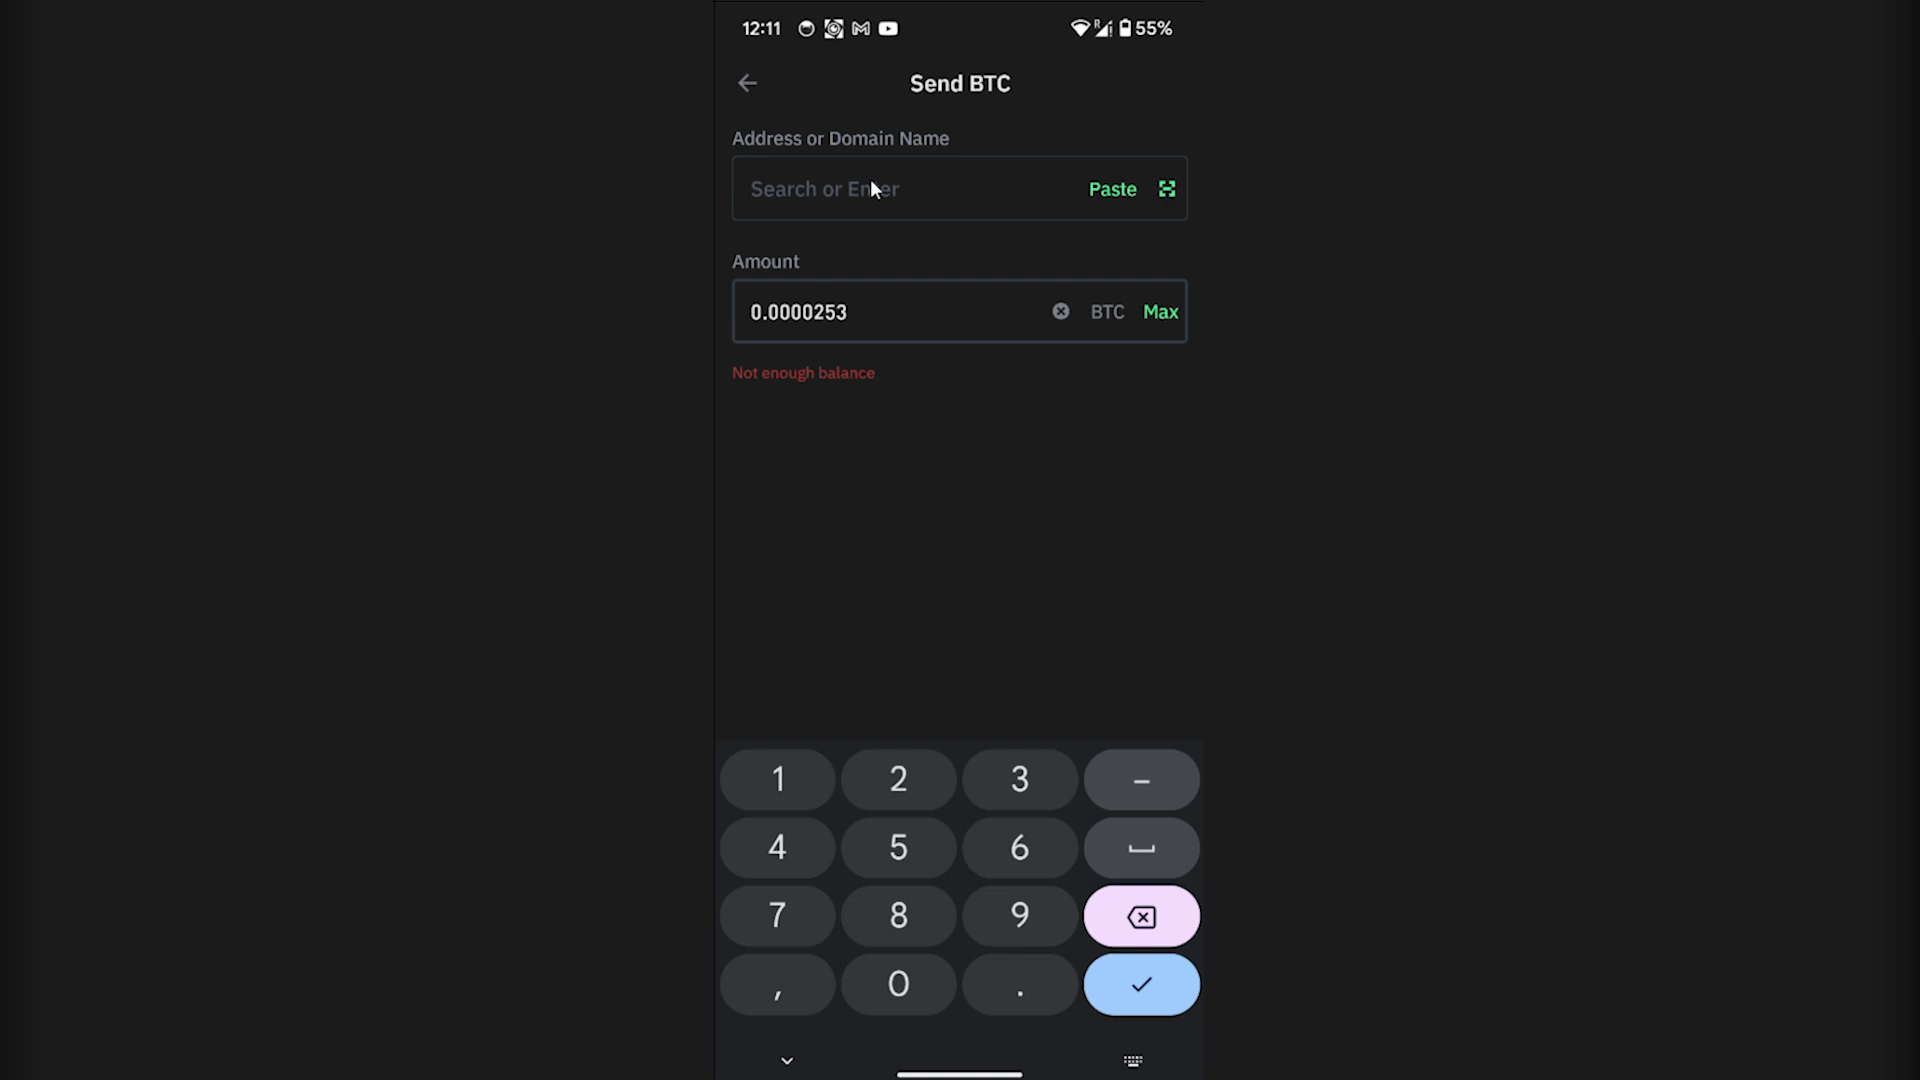 12:11
R
55%
Send BTC
Address or Domain Name
Search or Enter
Paste
Amount
0.0000253
BTC
Max
Not enough balance
1 2 3 –
4 5 6
7 8 9
, 0 .